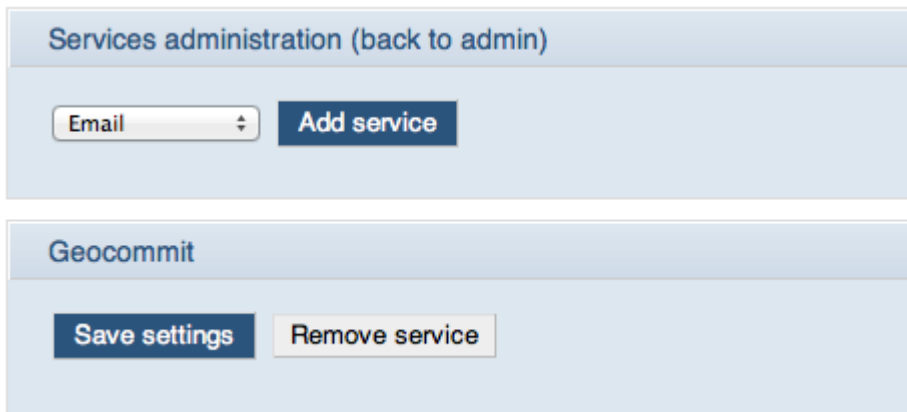 Services administration (back to admin)
Email Add service
Geocommit
Save settings Remove service